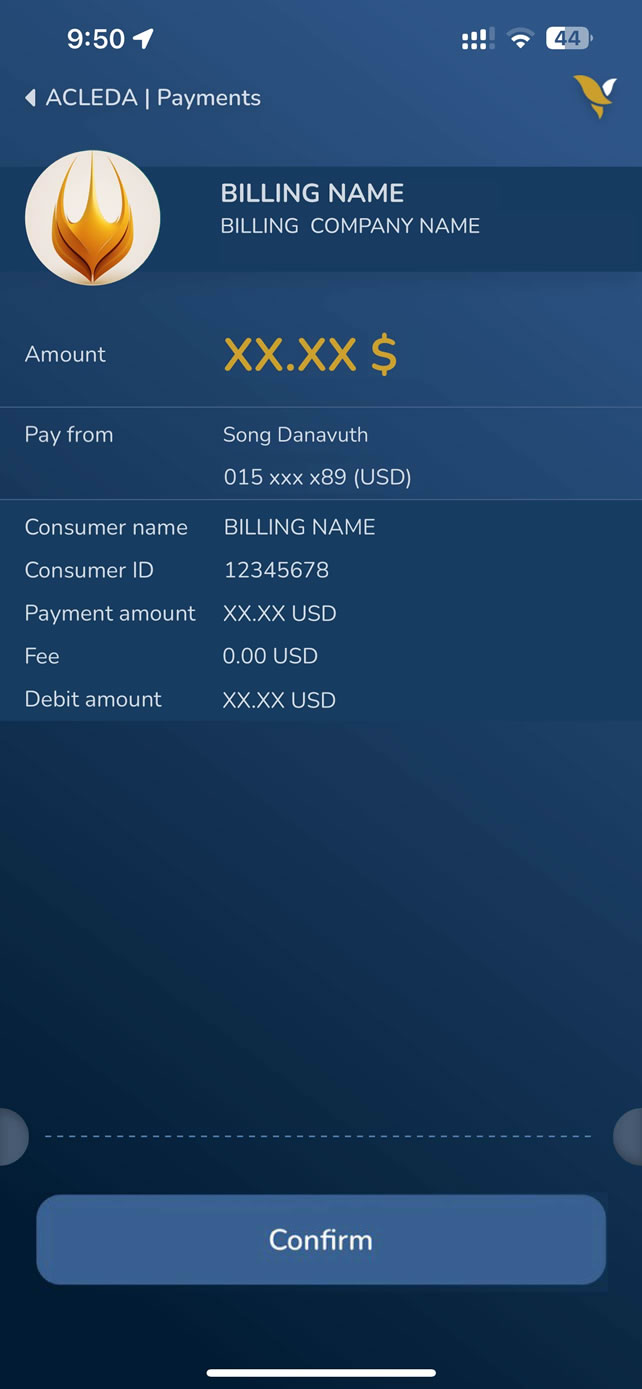 9:50
44
ACLEDA | Payments
BILLING NAME
BILLING COMPANY NAME
Amount XX.XX $
Pay from Song Danavuth
015 xxx x89 (USD)
Consumer name BILLING NAME
Consumer ID 12345678
Payment amount XX.XX USD
Fee 0.00 USD
Debit amount XX.XX USD
Confirm